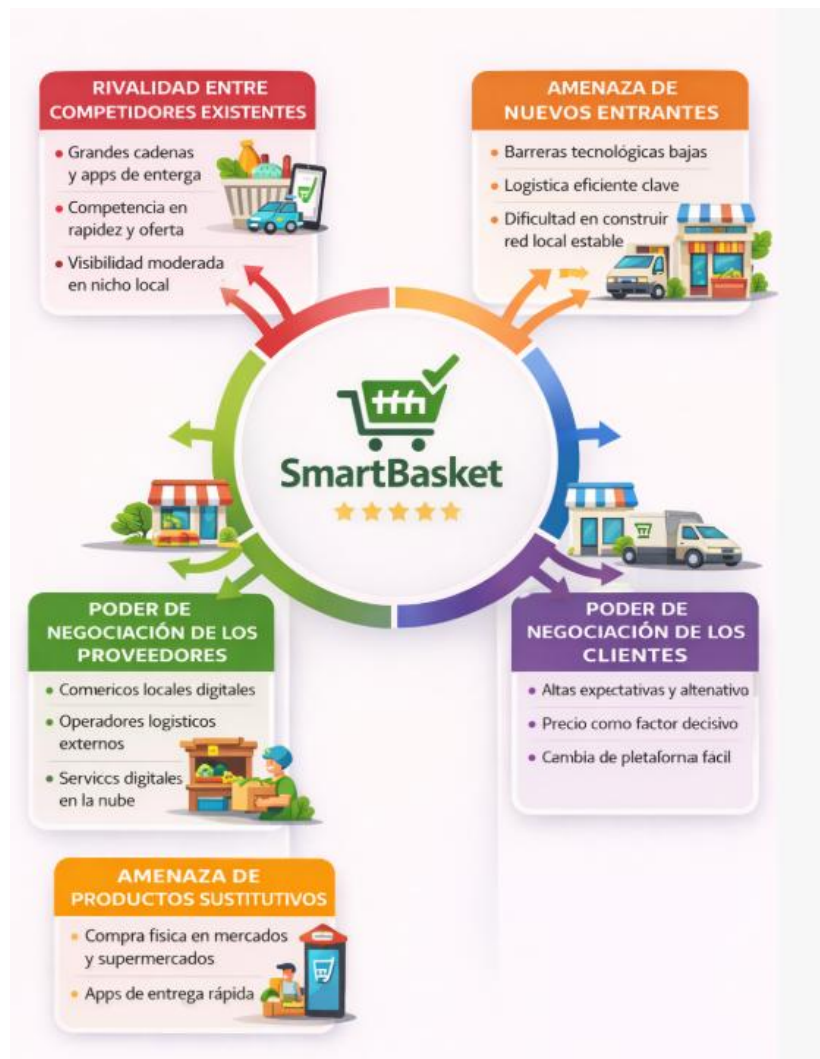 RIVALIDAD ENTRE
COMPETIDORES EXISTENTES
• Grandes cadenas
y apps de enterga
• Competencia en
rapidez y oferta
• Visibilidad moderada
en nicho local
AMENAZA DE
NUEVOS ENTRANTES
• Barreras tecnológicas bajas
• Logística eficiente clave
• Dificultad en construir
red local estable
SmartBasket
PODER DE
NEGOCIACIÓN DE LOS
PROVEEDORES
• Comericos locales digitales
• Operadores logísticos
externos
• Serviccs digitales
en la nube
PODER DE
NEGOCIACIÓN DE LOS
CLIENTES
• Altas expectativas y altenativo
• Precio como factor decisivo
• Cambia de pletaforna fácil
AMENAZA DE
PRODUCTOS SUSTITUTIVOS
• Compra física en mercados
y supermercados
• Apps de entrega rápida